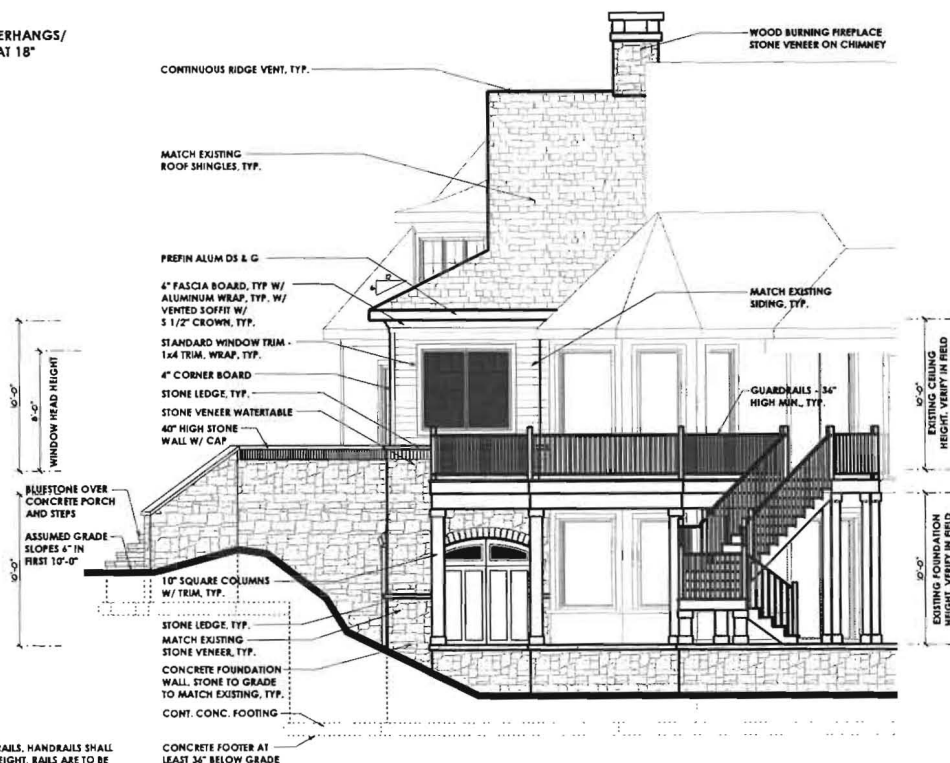 ERHANGS/
AT 18"
WOOD BURNING FIREPLACE
STONE VENEER ON CHIMNEY
CONTINUOUS RIDGE VENT, TYP.
MATCH EXISTING
ROOF SHINGLES, TYP.
PREFIN ALUM DS & G
6" FASCIA BOARD, TYP W/
ALUMINUM WRAP, TYP. W/
VENTED SOFFIT W/
5 1/2" CROWN, TYP.
MATCH EXISTING
SIDING, TYP.
STANDARD WINDOW TRIM -
1x4 TRIM, WRAP, TYP.
4" CORNER BOARD
STONE LEDGE, TYP.
STONE VENEER WATERTABLE
40" HIGH STONE
WALL W/ CAP
GUARDRAILS - 36"
HIGH MIN., TYP.
10'-0"
8'-0"
WINDOW HEAD HEIGHT
10'-0"
EXISTING CEILING
HEIGHT, VERIFY IN FIELD
BLUESTONE OVER
CONCRETE PORCH
AND STEPS
ASSUMED GRADE -
SLOPES 6" IN
FIRST 10'-0"
10'-0"
10" SQUARE COLUMNS
W/ TRIM, TYP.
STONE LEDGE, TYP.
MATCH EXISTING
STONE VENEER, TYP.
CONCRETE FOUNDATION
WALL, STONE TO GRADE
TO MATCH EXISTING, TYP.
CONT. CONC. FOOTING
10'-0"
EXISTING FOUNDATION
HEIGHT, VERIFY IN FIELD
RAILS, HANDRAILS SHALL
EIGHT. RAILS ARE TO BE
CONCRETE FOOTER AT
LEAST 36" BELOW GRADE